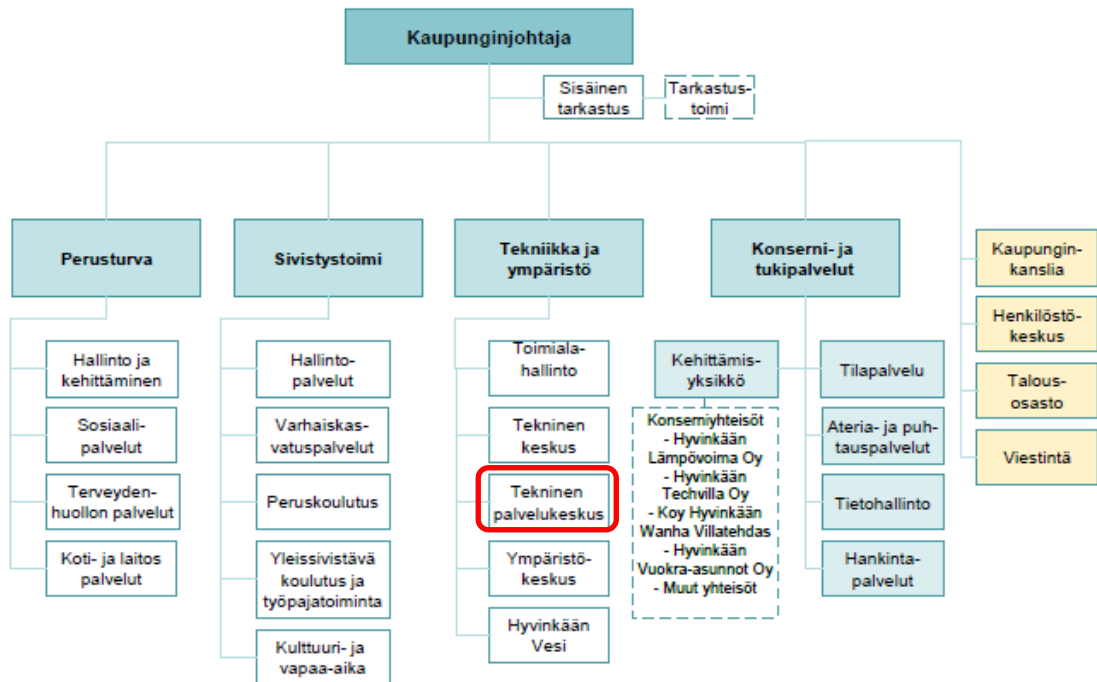 Kaupunginjohtaja
Sisäinen
tarkastus
Tarkastus-
toimi
Perusturva
Sivistystoimi
Tekniikka ja
ympäristö
Konserni- ja
tukipalvelut
Hallinto ja
kehittäminen
Sosiaali-
palvelut
Terveyden-
huollon palvelut
Koti- ja laitos
palvelut
Hallinto-
palvelut
Varhaiskas-
vatuspalvelut
Peruskoulutus
Yleissivistävä
koulutus ja
työpajatoiminta
Kulttuuri- ja
vapaa-aika
Toimiala-
hallinto
Tekninen
keskus
Tekninen
palvelukeskus
Ympäristö-
keskus
Hyvinkään
Vesi
Kehittämis-
yksikkö
Konserniyhteisöt
- Hyvinkään
Lämpövoima Oy
- Hyvinkään
Techvilla Oy
- Koy Hyvinkään
Wanha Villatehdas
- Hyvinkään
Vuokra-asunnot Oy
- Muut yhteisöt
Tilapalvelu
Ateria- ja puh-
tauspalvelut
Tietohallinto
Hankinta-
palvelut
Kaupungin-
kanslia
Henkilöstö-
keskus
Talous-
osasto
Viestintä